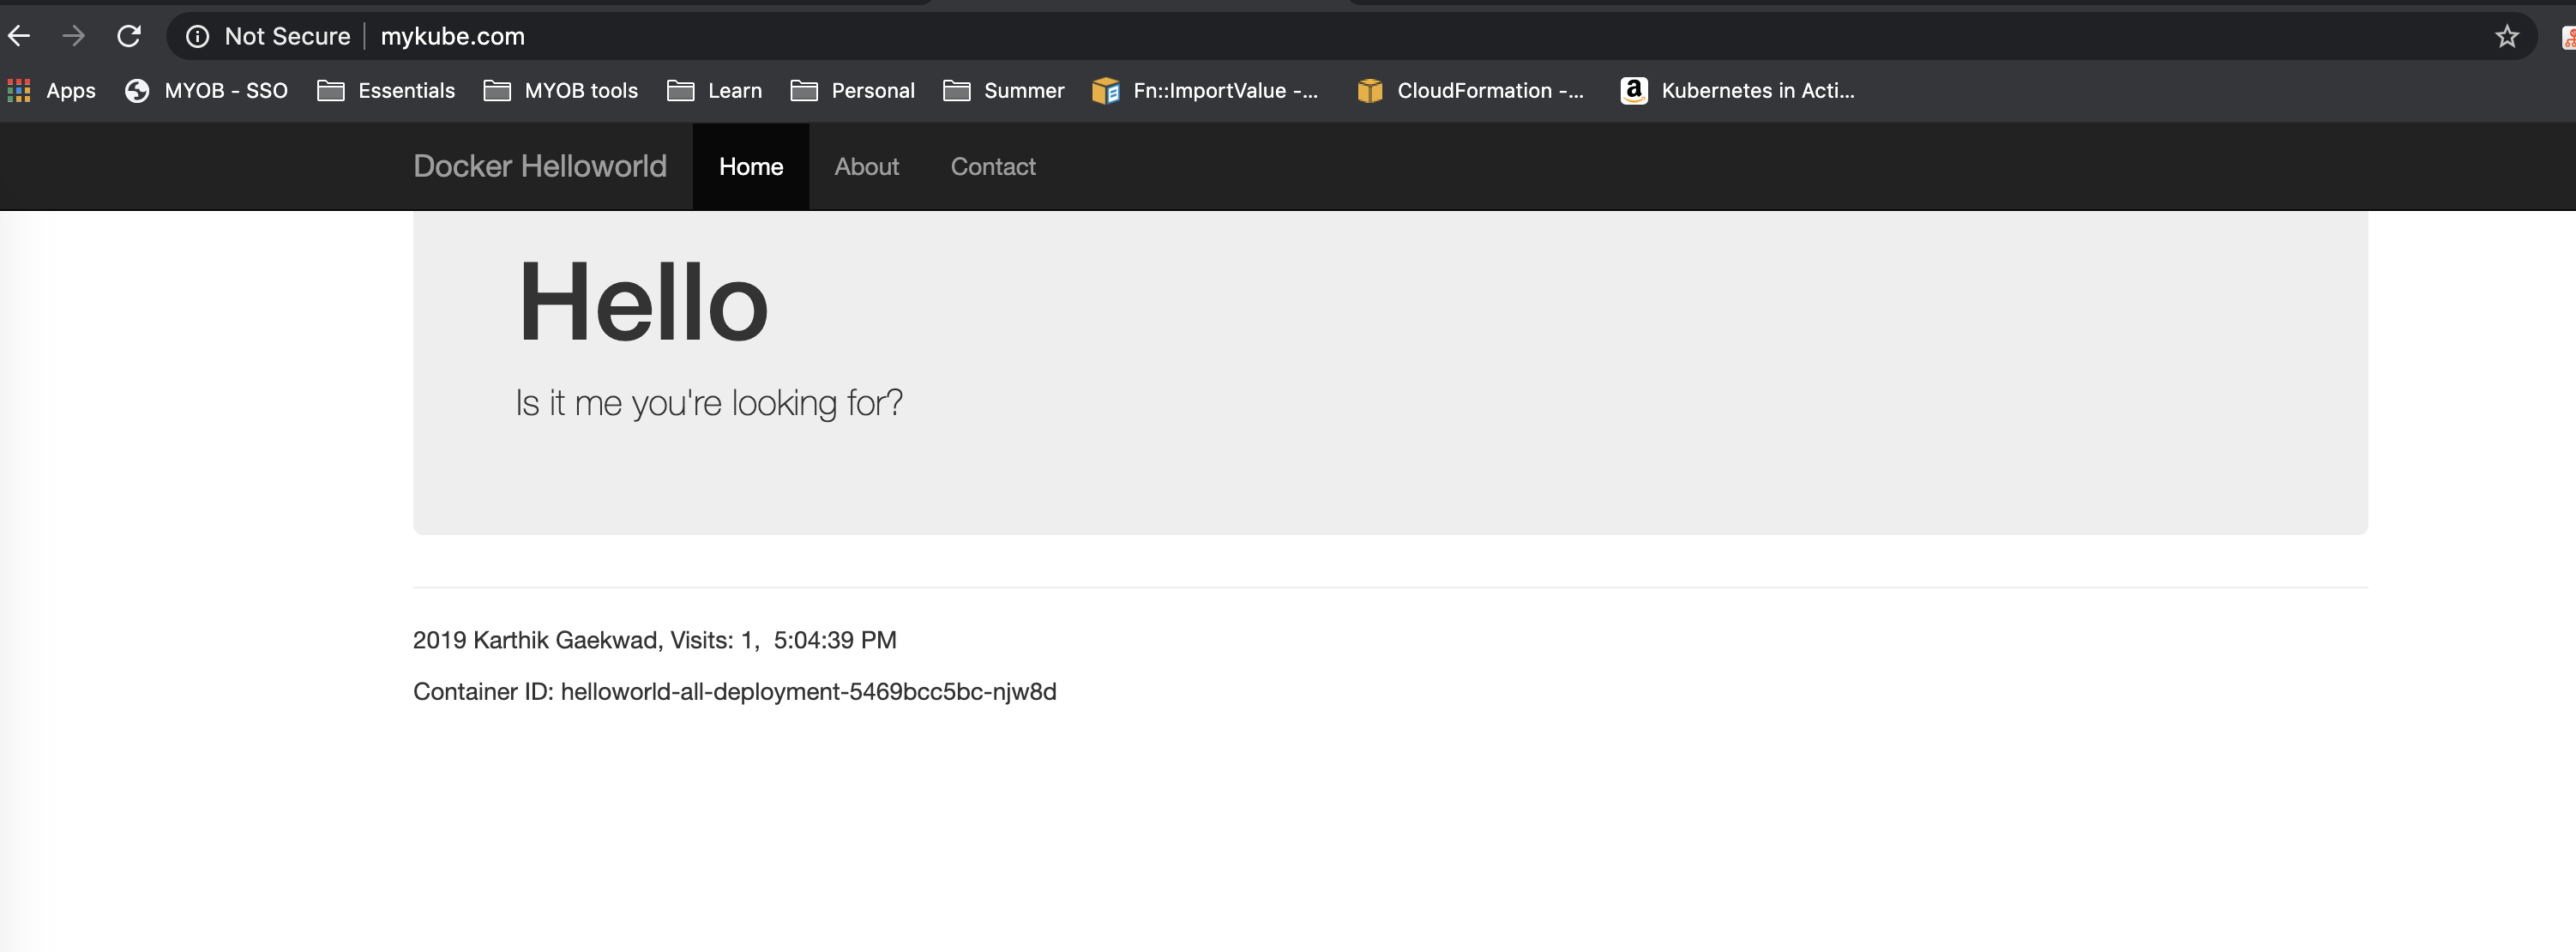 Not Secure mykube.com
Apps MYOB - SSO Essentials MYOB tools Learn Personal Summer Fn::ImportValue -... CloudFormation -... Kubernetes in Acti...
Docker Helloworld Home About Contact
Hello
Is it me you're looking for?
2019 Karthik Gaekwad, Visits: 1, 5:04:39 PM
Container ID: helloworld-all-deployment-5469bcc5bc-njw8d